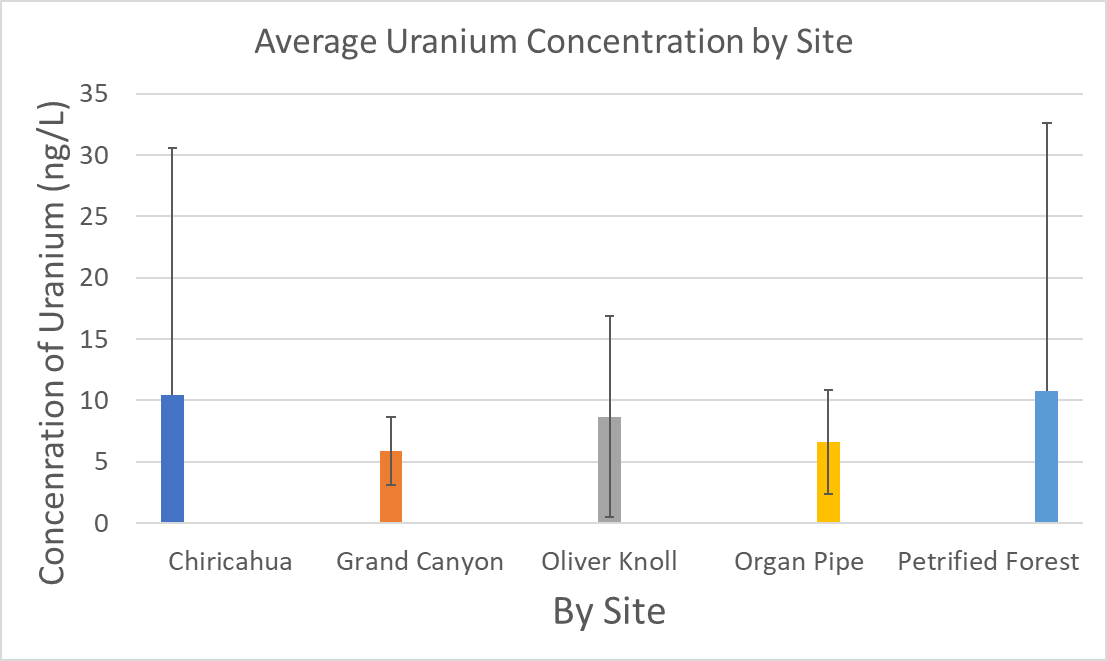 Average Uranium Concentration by Site
Concenration of Uranium (ng/L)
35
30
25
20
15
10
5
0
Chiricahua
Grand Canyon
Oliver Knoll
Organ Pipe
Petrified Forest
By Site